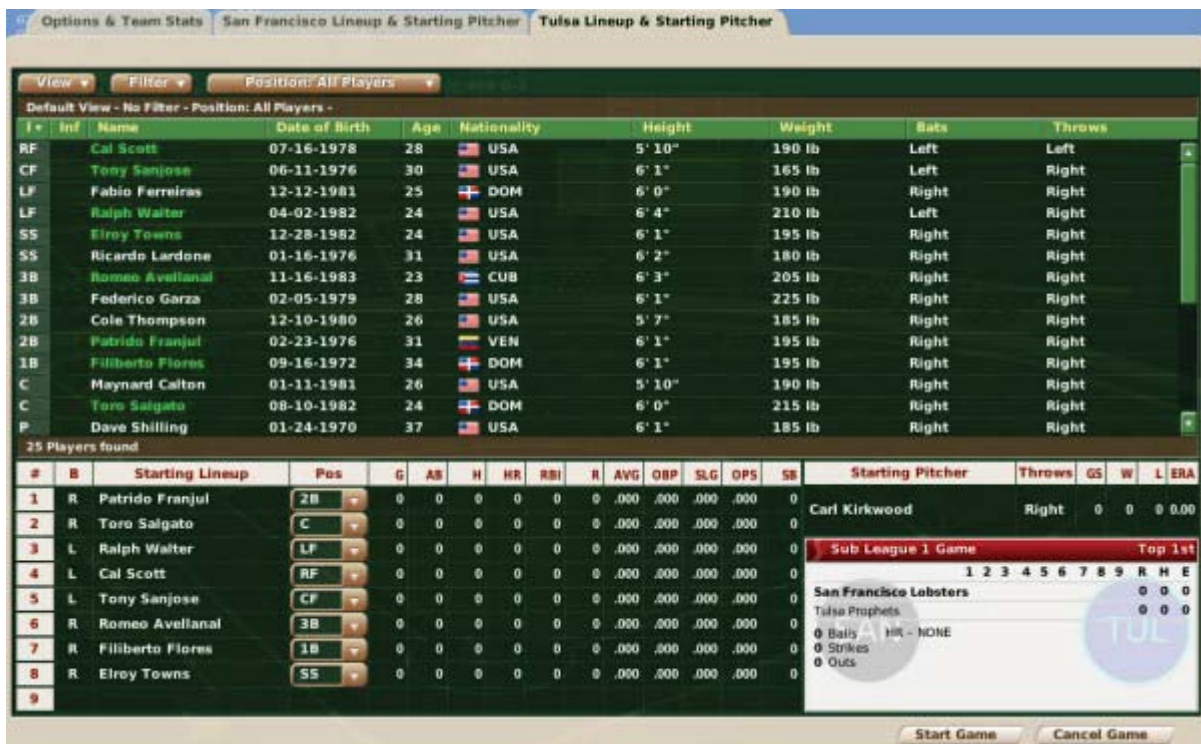 Options & Team Stats San Francisco Lineup & Starting Pitcher Tulsa Lineup & Starting Pitcher
View Filter Position: All Players
Default View - No Filter - Position: All Players -
I Inf Name Date of Birth Age Nationality Height Weight Bats Throws
RF Cal Scott 07-16-1978 28 USA 5' 10" 190 lb Left Left
CF Tony Sanjose 06-11-1976 30 USA 6' 1" 165 lb Left Right
LF Fabio Ferreiras 12-12-1981 25 DOM 6' 0" 190 lb Right Right
LF Ralph Walter 04-02-1982 24 USA 6' 4" 210 lb Left Right
SS Elroy Towns 12-28-1982 24 USA 6' 1" 195 lb Right Right
SS Ricardo Lardone 01-16-1976 31 USA 6' 2" 180 lb Right Right
3B Romeo Avellanal 11-16-1983 23 CUB 6' 3" 205 lb Right Right
3B Federico Garza 02-05-1979 28 USA 6' 1" 225 lb Right Right
2B Cole Thompson 12-10-1980 26 USA 5' 7" 185 lb Right Right
2B Patrido Franjul 02-23-1976 31 VEN 6' 1" 195 lb Right Right
1B Filiberto Flores 09-16-1972 34 DOM 6' 1" 195 lb Right Right
C Maynard Calton 01-11-1981 26 USA 5' 10" 190 lb Right Right
C Toro Salgato 08-10-1982 24 DOM 6' 0" 215 lb Right Right
P Dave Shilling 01-24-1970 37 USA 6' 1" 185 lb Right Right
25 Players found
# B Starting Lineup Pos G AB H HR RBI R AVG OBP SLG OPS SB
1 R Patrido Franjul 2B 0 0 0 0 0 0 .000 .000 .000 .000 0
2 R Toro Salgato C 0 0 0 0 0 0 .000 .000 .000 .000 0
3 L Ralph Walter LF 0 0 0 0 0 0 .000 .000 .000 .000 0
4 L Cal Scott RF 0 0 0 0 0 0 .000 .000 .000 .000 0
5 L Tony Sanjose CF 0 0 0 0 0 0 .000 .000 .000 .000 0
6 R Romeo Avellanal 3B 0 0 0 0 0 0 .000 .000 .000 .000 0
7 R Filiberto Flores 1B 0 0 0 0 0 0 .000 .000 .000 .000 0
8 R Elroy Towns SS 0 0 0 0 0 0 .000 .000 .000 .000 0
9
Starting Pitcher Throws GS W L ERA
Carl Kirkwood Right 0 0 0 0.00
Sub League 1 Game Top 1st
1 2 3 4 5 6 7 8 9 R H E
San Francisco Lobsters 0 0 0
Tulsa Prophets 0 0 0
0 Balls HR - NONE
0 Strikes
0 Outs
SAN TUL
Start Game Cancel Game